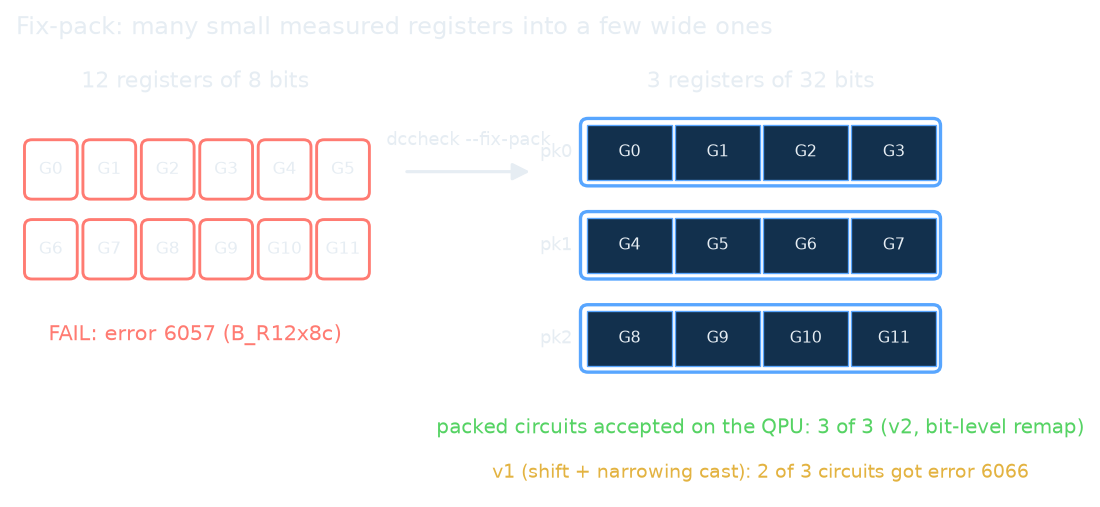 Fix-pack: many small measured registers into a few wide ones
12 registers of 8 bits
3 registers of 32 bits
dccheck --fix-pack
G0 G1 G2 G3 G4 G5
G6 G7 G8 G9 G10 G11
FAIL: error 6057 (B_R12x8c)
pk0 G0 G1 G2 G3
pk1 G4 G5 G6 G7
pk2 G8 G9 G10 G11
packed circuits accepted on the QPU: 3 of 3 (v2, bit-level remap)
v1 (shift + narrowing cast): 2 of 3 circuits got error 6066